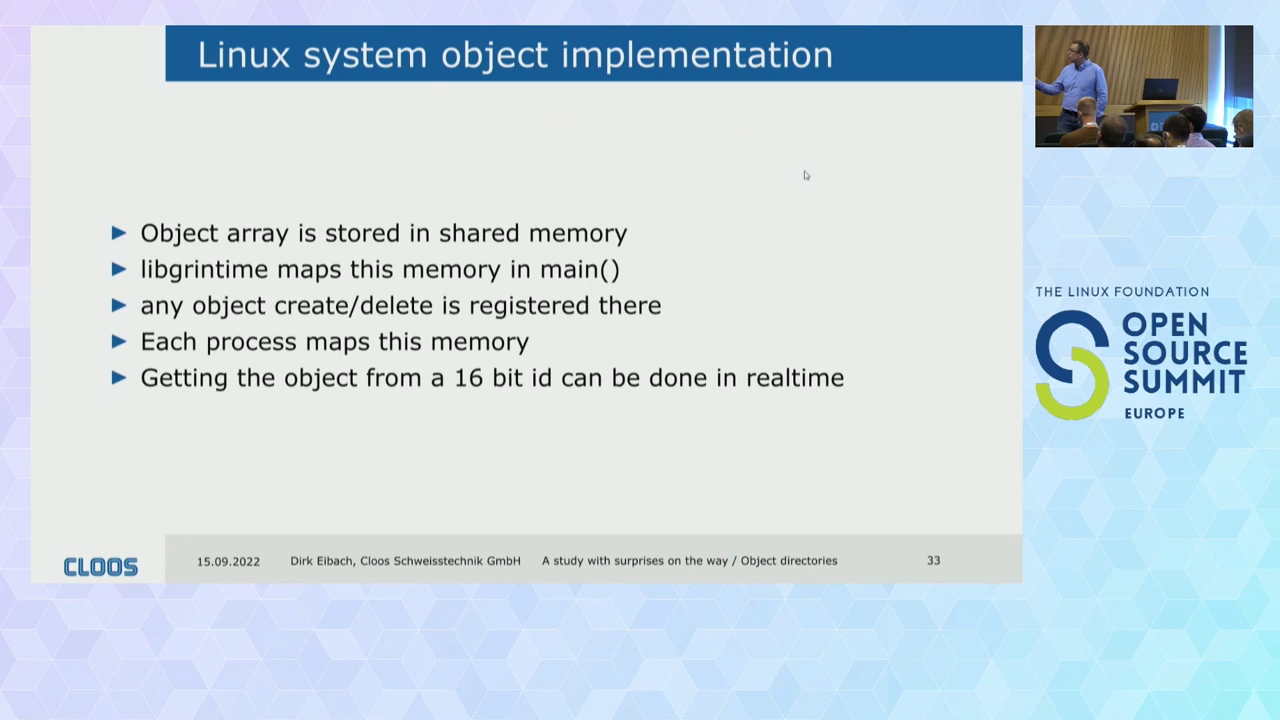 Linux system object implementation
Object array is stored in shared memory
libgrintime maps this memory in main()
any object create/delete is registered there
Each process maps this memory
Getting the object from a 16 bit id can be done in realtime
CLOOS
15.09.2022 Dirk Eibach, Cloos Schweisstechnik GmbH A study with surprises on the way / Object directories 33
THE LINUX FOUNDATION
OPEN
SOURCE
SUMMIT
EUROPE